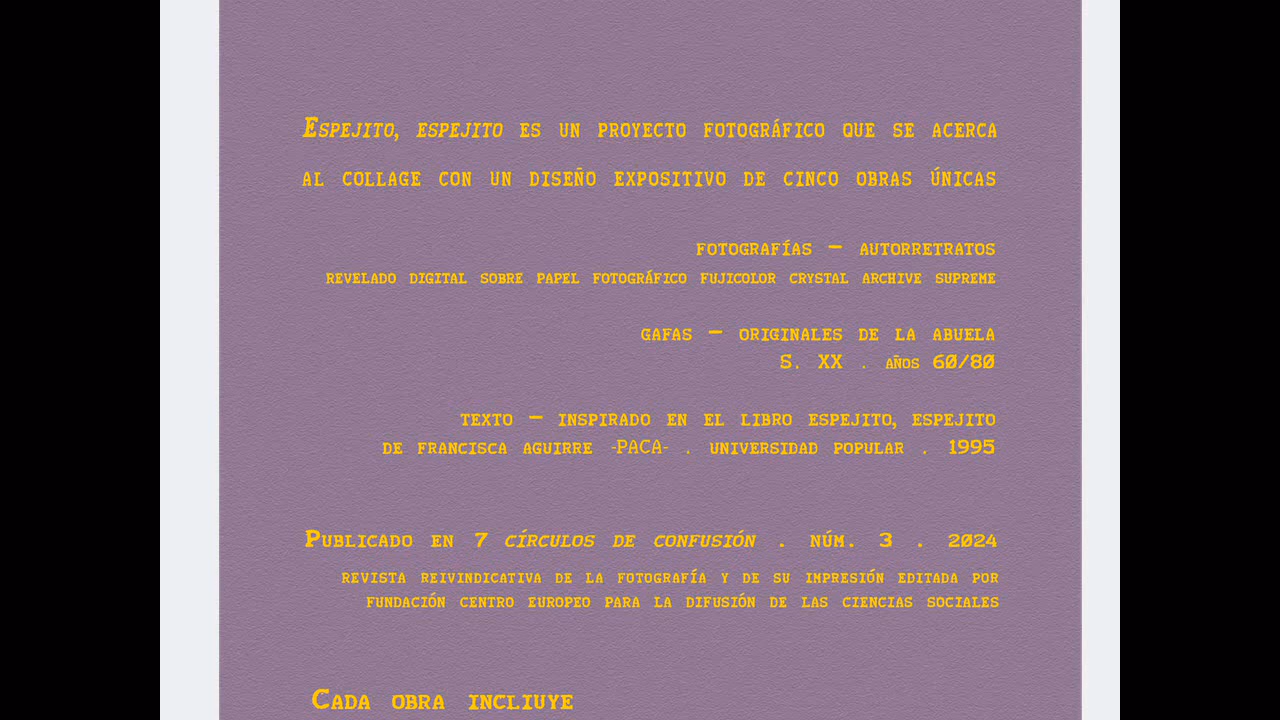 Espejito, espejito es un proyecto fotográfico que se acerca
al collage con un diseño expositivo de cinco obras únicas
fotografías – autorretratos
revelado digital sobre papel fotográfico fujicolor crystal archive supreme
gafas – originales de la abuela
S. XX . años 60/80
texto – inspirado en el libro espejito, espejito
de francisca aguirre -PACA- . universidad popular . 1995
Publicado en 7 círculos de confusión . núm. 3 . 2024
revista reivindicativa de la fotografía y de su impresión editada por
fundación centro europeo para la difusión de las ciencias sociales
Cada obra incliuye